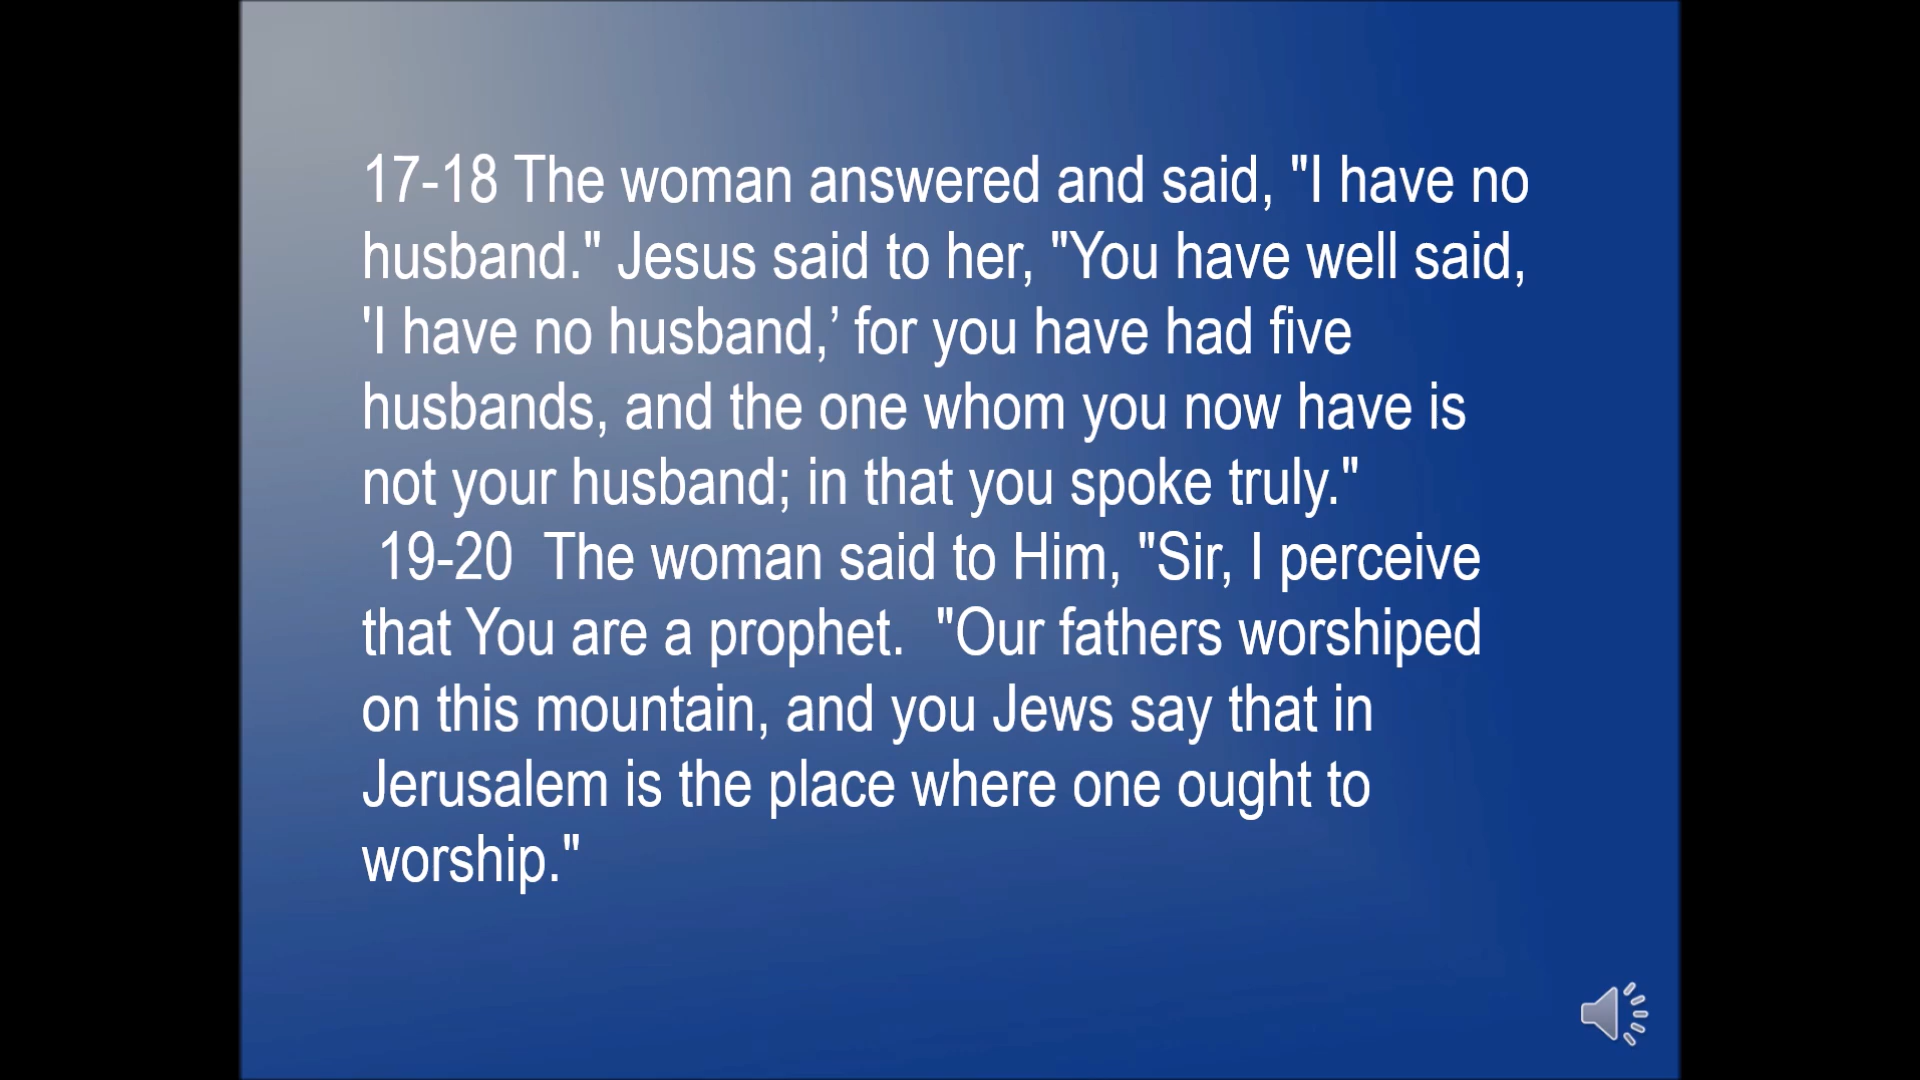 17-18 The woman answered and said, "I have no
husband." Jesus said to her, "You have well said,
'I have no husband,’ for you have had five
husbands, and the one whom you now have is
not your husband; in that you spoke truly."
19-20  The woman said to Him, "Sir, I perceive
that You are a prophet.  "Our fathers worshiped
on this mountain, and you Jews say that in
Jerusalem is the place where one ought to
worship."